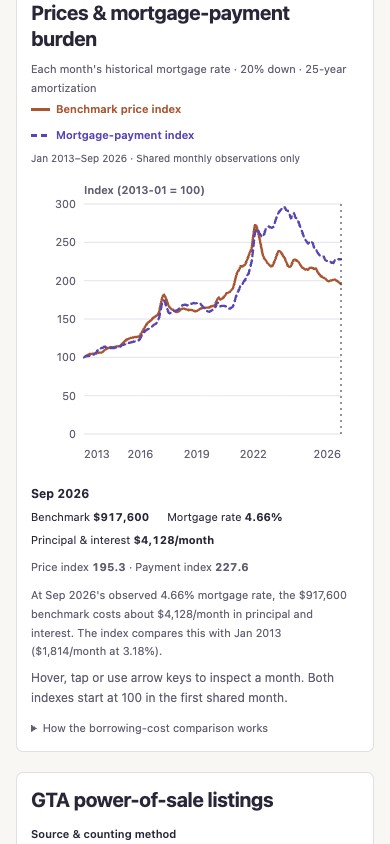 Prices & mortgage-payment
burden
Each month's historical mortgage rate · 20% down · 25-year
amortization
Benchmark price index
Mortgage-payment index
Jan 2013–Sep 2026 · Shared monthly observations only
Index (2013-01 = 100)
300
250
200
150
100
50
0
2013 2016 2019 2022 2026
Sep 2026
Benchmark $917,600 Mortgage rate 4.66%
Principal & interest $4,128/month
Price index 195.3 · Payment index 227.6
At Sep 2026's observed 4.66% mortgage rate, the $917,600
benchmark costs about $4,128/month in principal and
interest. The index compares this with Jan 2013
($1,814/month at 3.18%).
Hover, tap or use arrow keys to inspect a month. Both
indexes start at 100 in the first shared month.
▶ How the borrowing-cost comparison works
GTA power-of-sale listings
Source & counting method